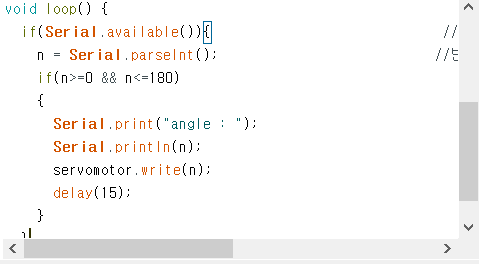 void loop() {
if(Serial.available()){ //
n = Serial.parseInt(); //
if(n>=0 && n<=180)
{
Serial.print("angle : ");
Serial.println(n);
servomotor.write(n);
delay(15);
}
}